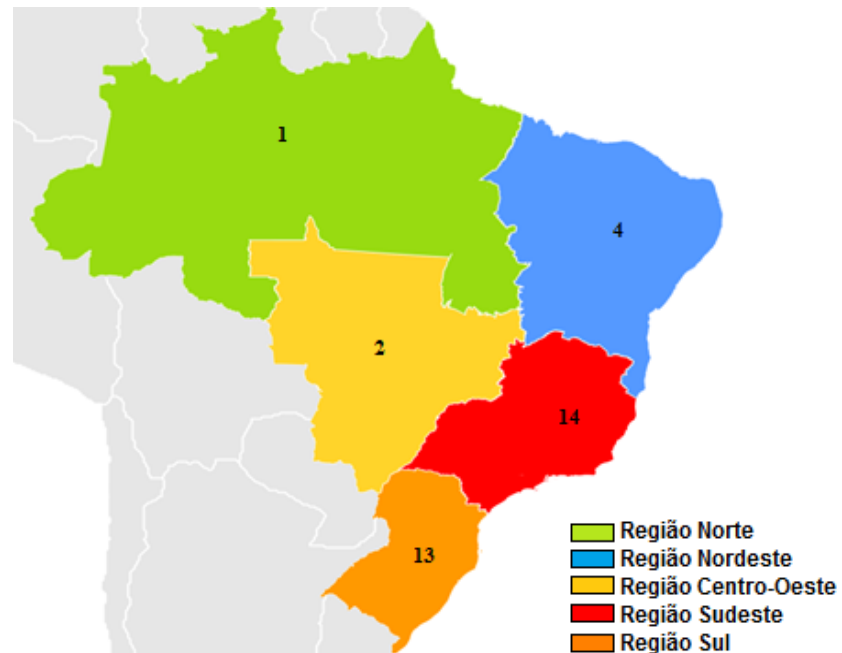 1
4
2
14
13
Região Norte
Região Nordeste
Região Centro-Oeste
Região Sudeste
Região Sul